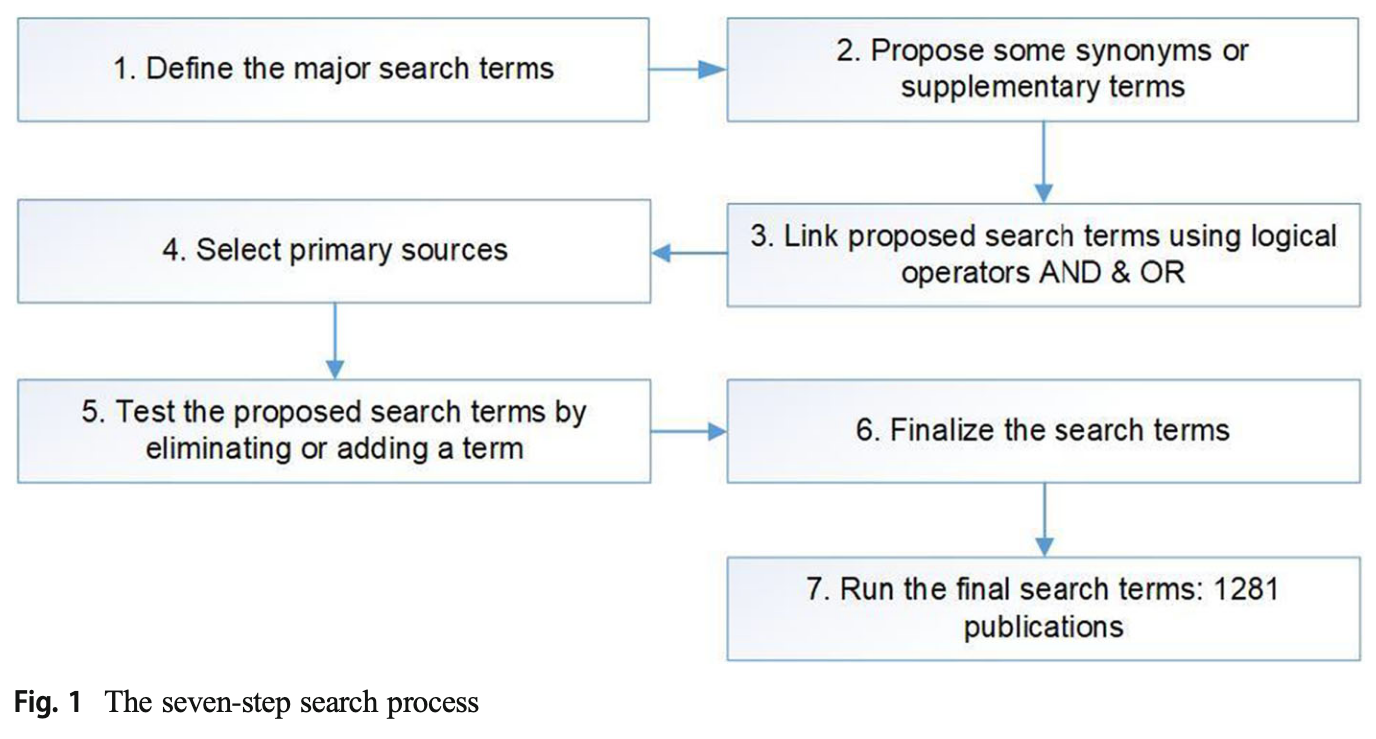 1. Define the major search terms
2. Propose some synonyms or
supplementary terms
3. Link proposed search terms using logical
operators AND & OR
4. Select primary sources
5. Test the proposed search terms by
eliminating or adding a term
6. Finalize the search terms
7. Run the final search terms: 1281
publications
Fig. 1 The seven-step search process